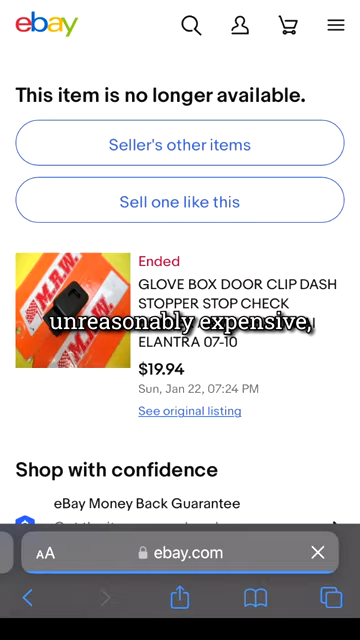 ebay
This item is no longer available.
Seller's other items
Sell one like this
Ended
GLOVE BOX DOOR CLIP DASH
STOPPER STOP CHECK
unreasonably expensive,
ELANTRA 07-10
$19.94
Sun, Jan 22, 07:24 PM
See original listing
M.R.W.
M.R.W.
Shop with confidence
eBay Money Back Guarantee
AA
ebay.com